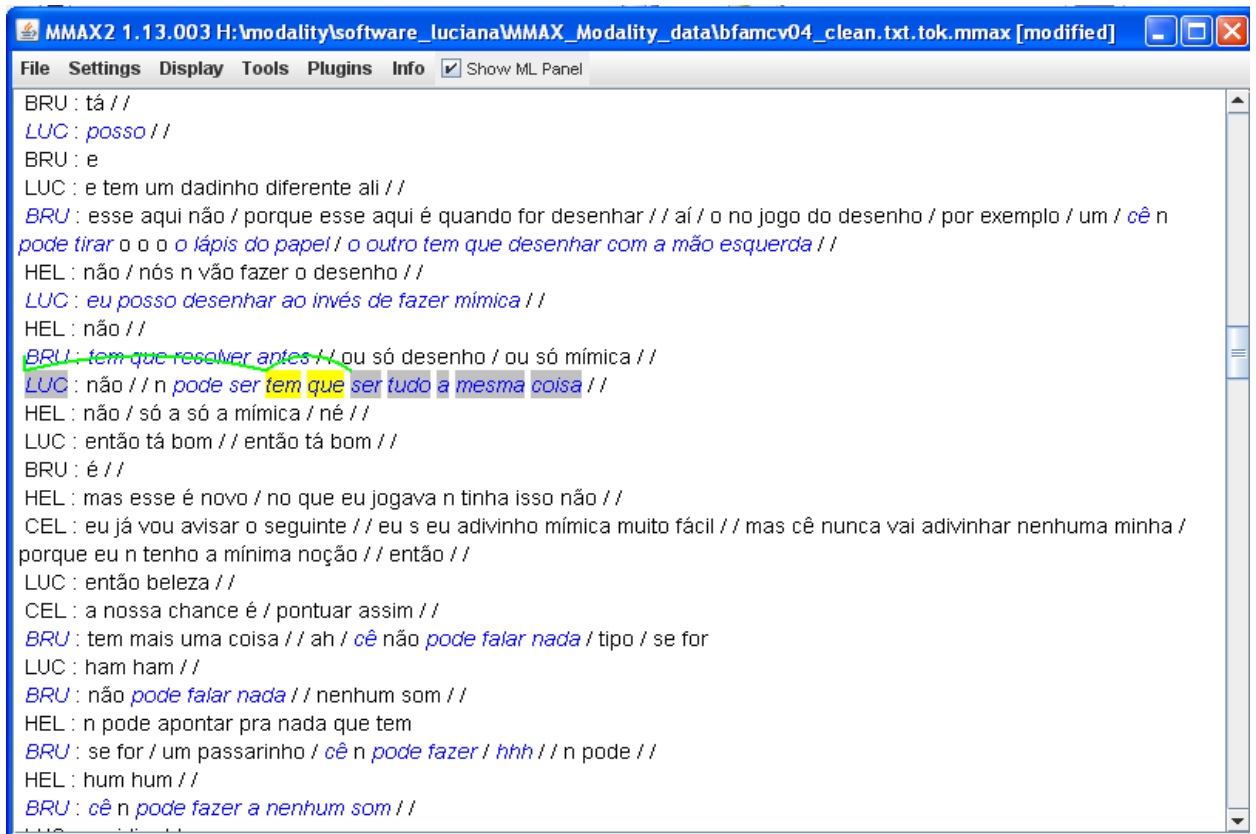 MMAX2 1.13.003 H:\modality\software_luciana\MMAX_Modality_data\bfamcv04_clean.txt.tok.mmax [modified]
File Settings Display Tools Plugins Info Show ML Panel
BRU : tá / /
LUC : posso / /
BRU : e
LUC : e tem um dadinho diferente ali / /
BRU : esse aqui não / porque esse aqui é quando for desenhar / / aí / o no jogo do desenho / por exemplo / um / cê n
pode tirar o o o o lápis do papel / o outro tem que desenhar com a mão esquerda / /
HEL : não / nós n vão fazer o desenho / /
LUC : eu posso desenhar ao invés de fazer mímica / /
HEL : não / /
BRU : tem que resolver antes / / ou só desenho / ou só mímica / /
LUC : não / / n pode ser tem que ser tudo a mesma coisa / /
HEL : não / só a só a mímica / né / /
LUC : então tá bom / / então tá bom / /
BRU : é / /
HEL : mas esse é novo / no que eu jogava n tinha isso não / /
CEL : eu já vou avisar o seguinte / / eu s eu adivinho mímica muito fácil / / mas cê nunca vai adivinhar nenhuma minha /
porque eu n tenho a mínima noção / / então / /
LUC : então beleza / /
CEL : a nossa chance é / pontuar assim / /
BRU : tem mais uma coisa / / ah / cê não pode falar nada / tipo / se for
LUC : ham ham / /
BRU : não pode falar nada / / nenhum som / /
HEL : n pode apontar pra nada que tem
BRU : se for / um passarinho / cê n pode fazer / hhh / / n pode / /
HEL : hum hum / /
BRU : cê n pode fazer a nenhum som / /